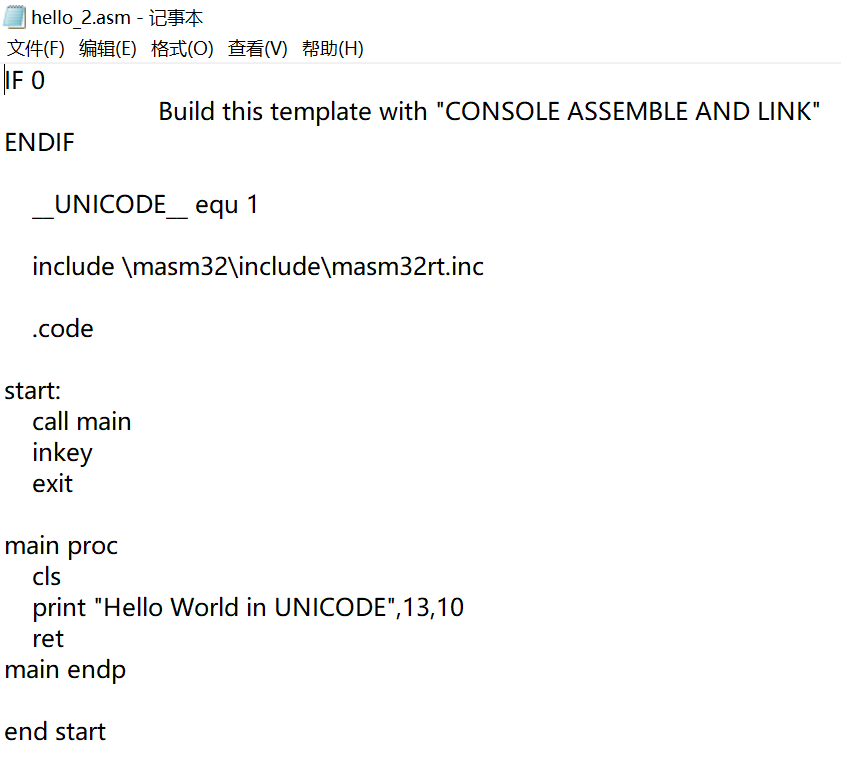 hello_2.asm - 记事本
文件(F) 编辑(E) 格式(O) 查看(V) 帮助(H)
IF 0
Build this template with "CONSOLE ASSEMBLE AND LINK"
ENDIF
__UNICODE__ equ 1
include \masm32\include\masm32rt.inc
.code
start:
call main
inkey
exit
main proc
cls
print "Hello World in UNICODE",13,10
ret
main endp
end start